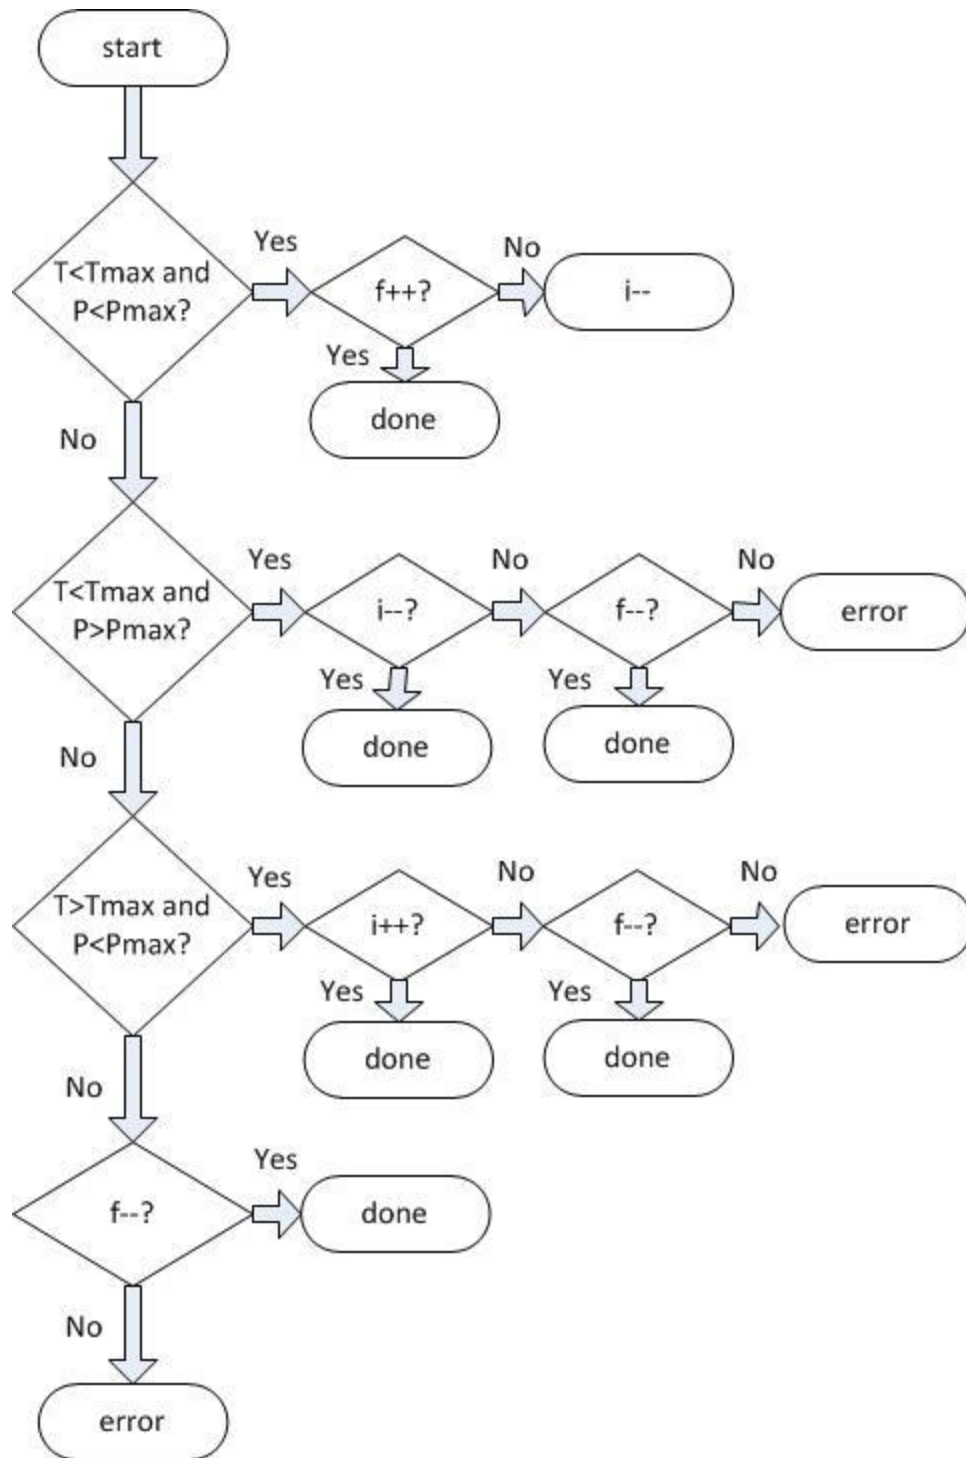 start
T<Tmax and
P<Pmax?
Yes
f++?
No
i--
Yes
done
No
T<Tmax and
P>Pmax?
Yes
i--?
No
f--?
No
error
Yes
done
Yes
done
No
T>Tmax and
P<Pmax?
Yes
i++?
No
f--?
No
error
Yes
done
Yes
done
No
f--?
Yes
done
No
error